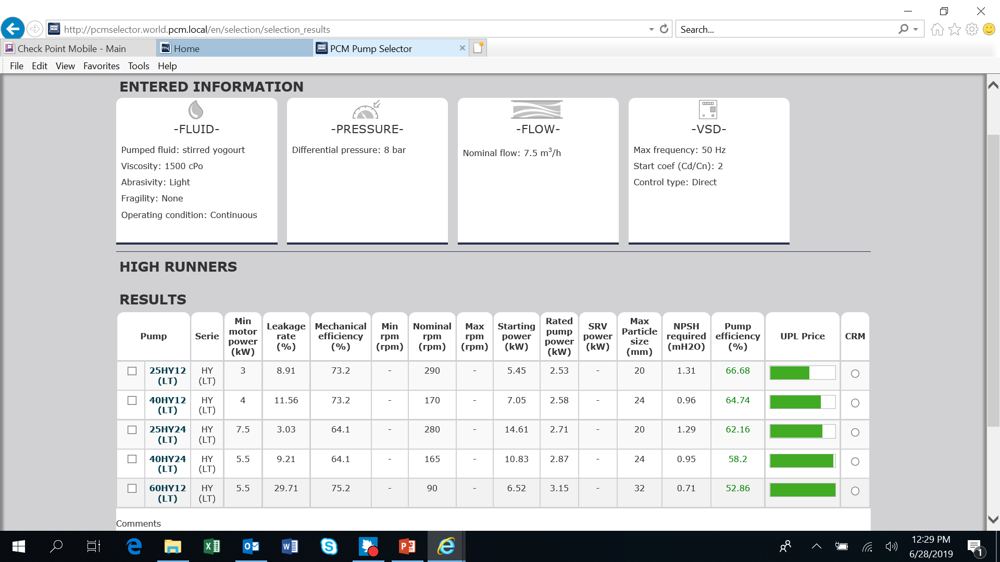 http://pcmselector.world.pcm.local/en/selection/selection_results
Search...
Check Point Mobile - Main
Home
PCM Pump Selector
File Edit View Favorites Tools Help
ENTERED INFORMATION
-FLUID-
Pumped fluid: stirred yogourt
Viscosity: 1500 cPo
Abrasivity: Light
Fragility: None
Operating condition: Continuous
-PRESSURE-
Differential pressure: 8 bar
-FLOW-
Nominal flow: 7.5 m³/h
-VSD-
Max frequency: 50 Hz
Start coef (Cd/Cn): 2
Control type: Direct
HIGH RUNNERS
RESULTS
Pump Serie Min motor power (kW) Leakage rate (%) Mechanical efficiency (%) Min rpm (rpm) Nominal rpm (rpm) Max rpm (rpm) Starting power (kW) Rated pump power (kW) SRV power (kW) Max Particle size (mm) NPSH required (mH2O) Pump efficiency (%) UPL Price CRM
25HY12 (LT) HY (LT) 3 8.91 73.2 - 290 - 5.45 2.53 - 20 1.31 66.68
40HY12 (LT) HY (LT) 4 11.56 73.2 - 170 - 7.05 2.58 - 24 0.96 64.74
25HY24 (LT) HY (LT) 7.5 3.03 64.1 - 280 - 14.61 2.71 - 20 1.29 62.16
40HY24 (LT) HY (LT) 5.5 9.21 64.1 - 165 - 10.83 2.87 - 24 0.95 58.2
60HY12 (LT) HY (LT) 5.5 29.71 75.2 - 90 - 6.52 3.15 - 32 0.71 52.86
Comments
12:29 PM
6/28/2019
1